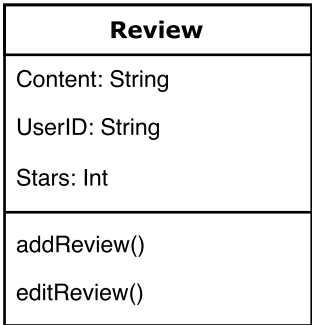 Review
Content: String
UserID: String
Stars: Int
addReview()
editReview()